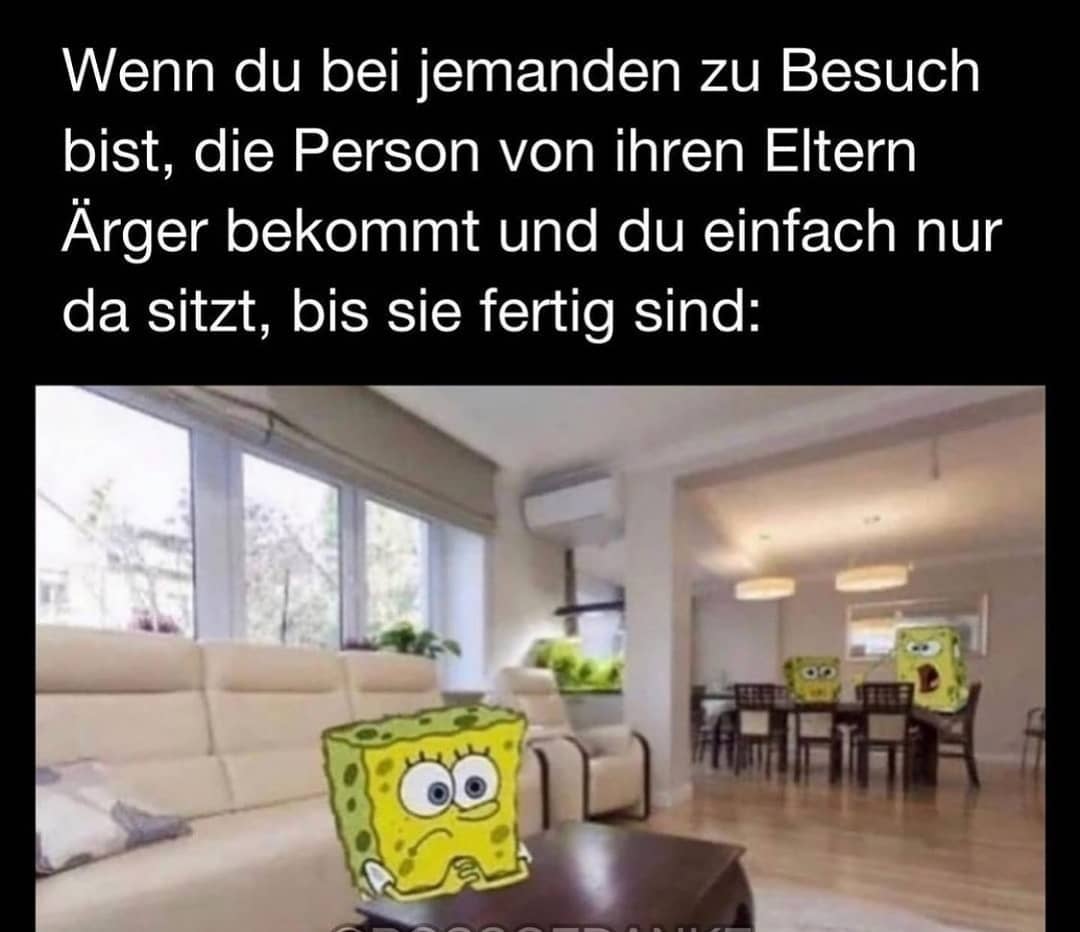 Wenn du bei jemanden zu Besuch
bist, die Person von ihren Eltern
Ärger bekommt und du einfach nur
da sitzt, bis sie fertig sind: